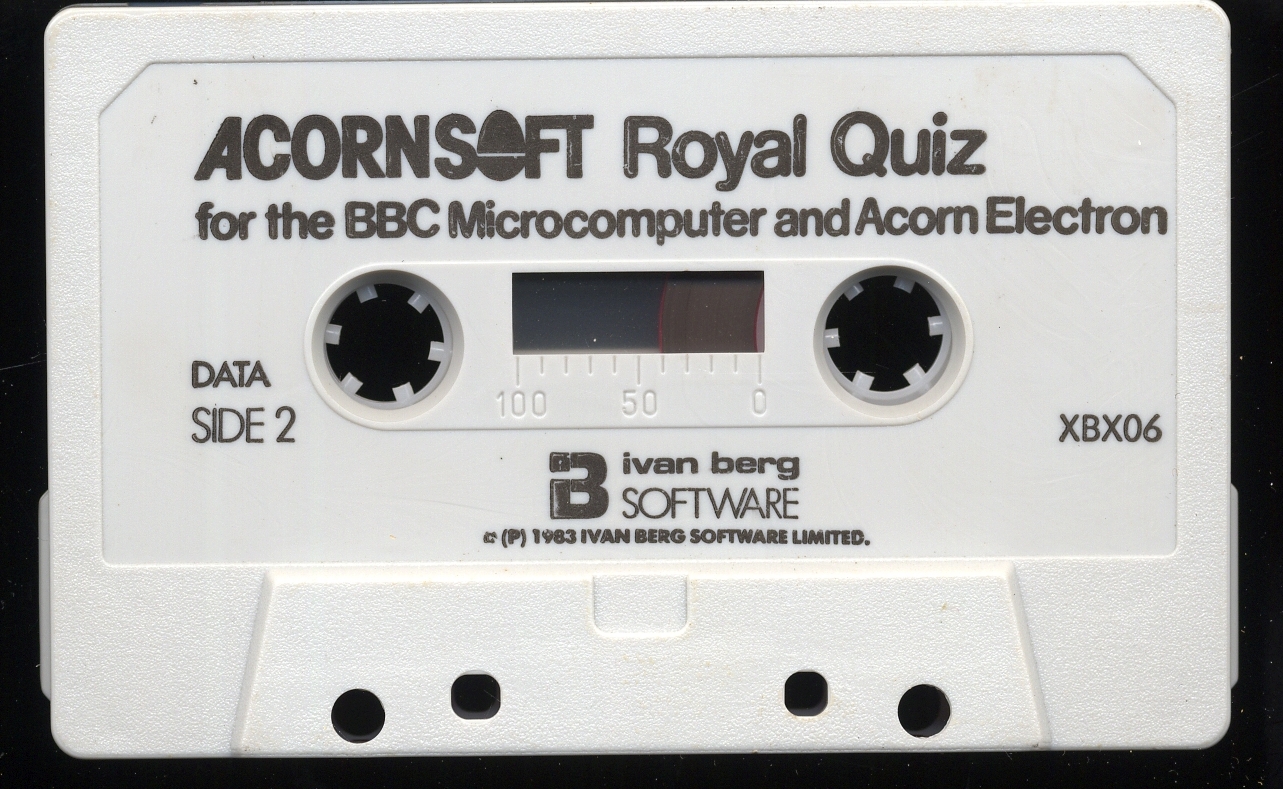 ACORNSOFT Royal Quiz
for the BBC Microcomputer and Acorn Electron
DATA
SIDE 2
100 50 0
XBX06
B ivan berg
SOFTWARE
© (P) 1983 IVAN BERG SOFTWARE LIMITED.